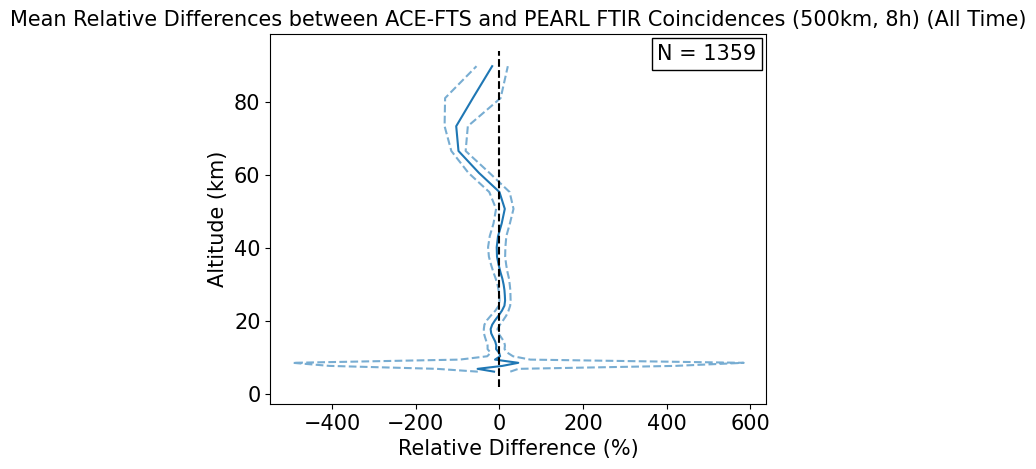 Mean Relative Differences between ACE-FTS and PEARL FTIR Coincidences (500km, 8h) (All Time)
N = 1359
Altitude (km)
80
60
40
20
0
−400 −200 0 200 400 600
Relative Difference (%)